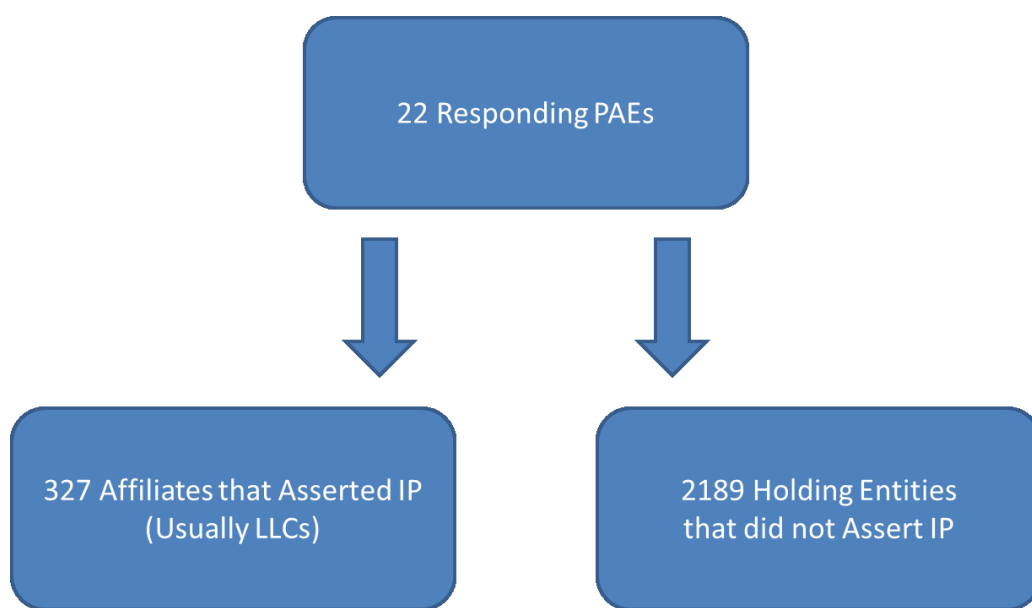 22 Responding PAEs
327 Affiliates that Asserted IP
(Usually LLCs)
2189 Holding Entities
that did not Assert IP